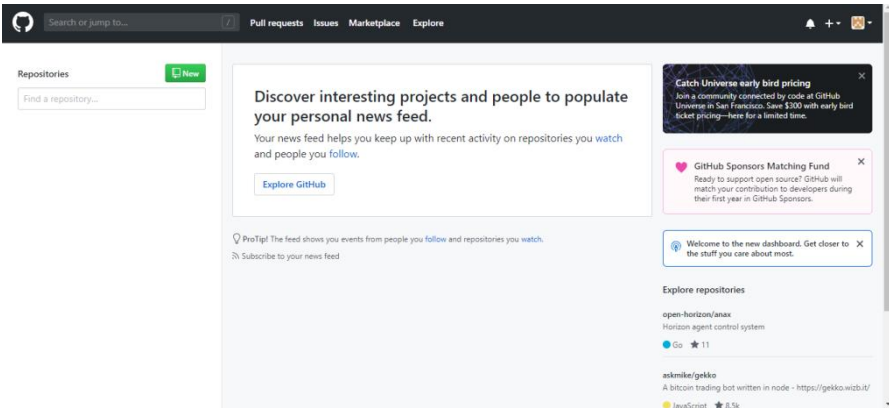 Search or jump to... /
Pull requests Issues Marketplace Explore
Repositories
New
Find a repository...
Discover interesting projects and people to populate
your personal news feed.
Your news feed helps you keep up with recent activity on repositories you watch
and people you follow.
Explore GitHub
ProTip! The feed shows you events from people you follow and repositories you watch.
Subscribe to your news feed
Catch Universe early bird pricing
Join a community connected by code at GitHub
Universe in San Francisco. Save $300 with early bird
ticket pricing—here for a limited time.
GitHub Sponsors Matching Fund
Ready to support open source? GitHub will
match your contribution to developers during
their first year in GitHub Sponsors.
Welcome to the new dashboard. Get closer to
the stuff you care about most.
Explore repositories
open-horizon/anax
Horizon agent control system
Go 11
askmike/gekko
A bitcoin trading bot written in node - https://gekko.wizb.it/
JavaScript 8.5k